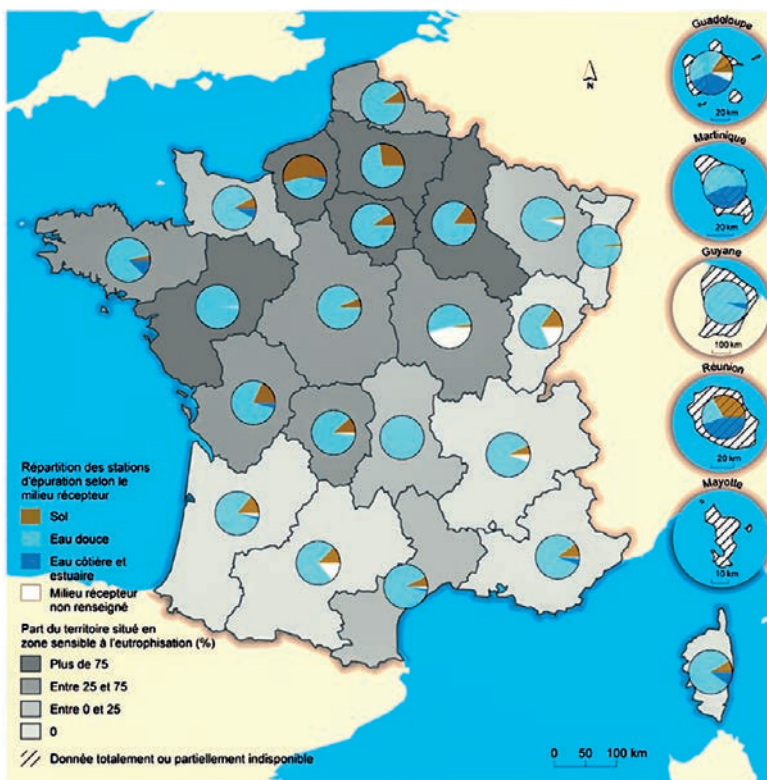 Guadeloupe
N
20 km
Martinique
20 km
Guyane
100 km
Réunion
20 km
Mayotte
10 km
Répartition des stations
d'épuration selon le
milieu récepteur
Sol
Eau douce
Eau côtière et
estuaire
Milieu récepteur
non renseigné
Part du territoire situé en
zone sensible à l'eutrophisation (%)
Plus de 75
Entre 25 et 75
Entre 0 et 25
0
Donnée totalement ou partiellement indisponible
0 50 100 km